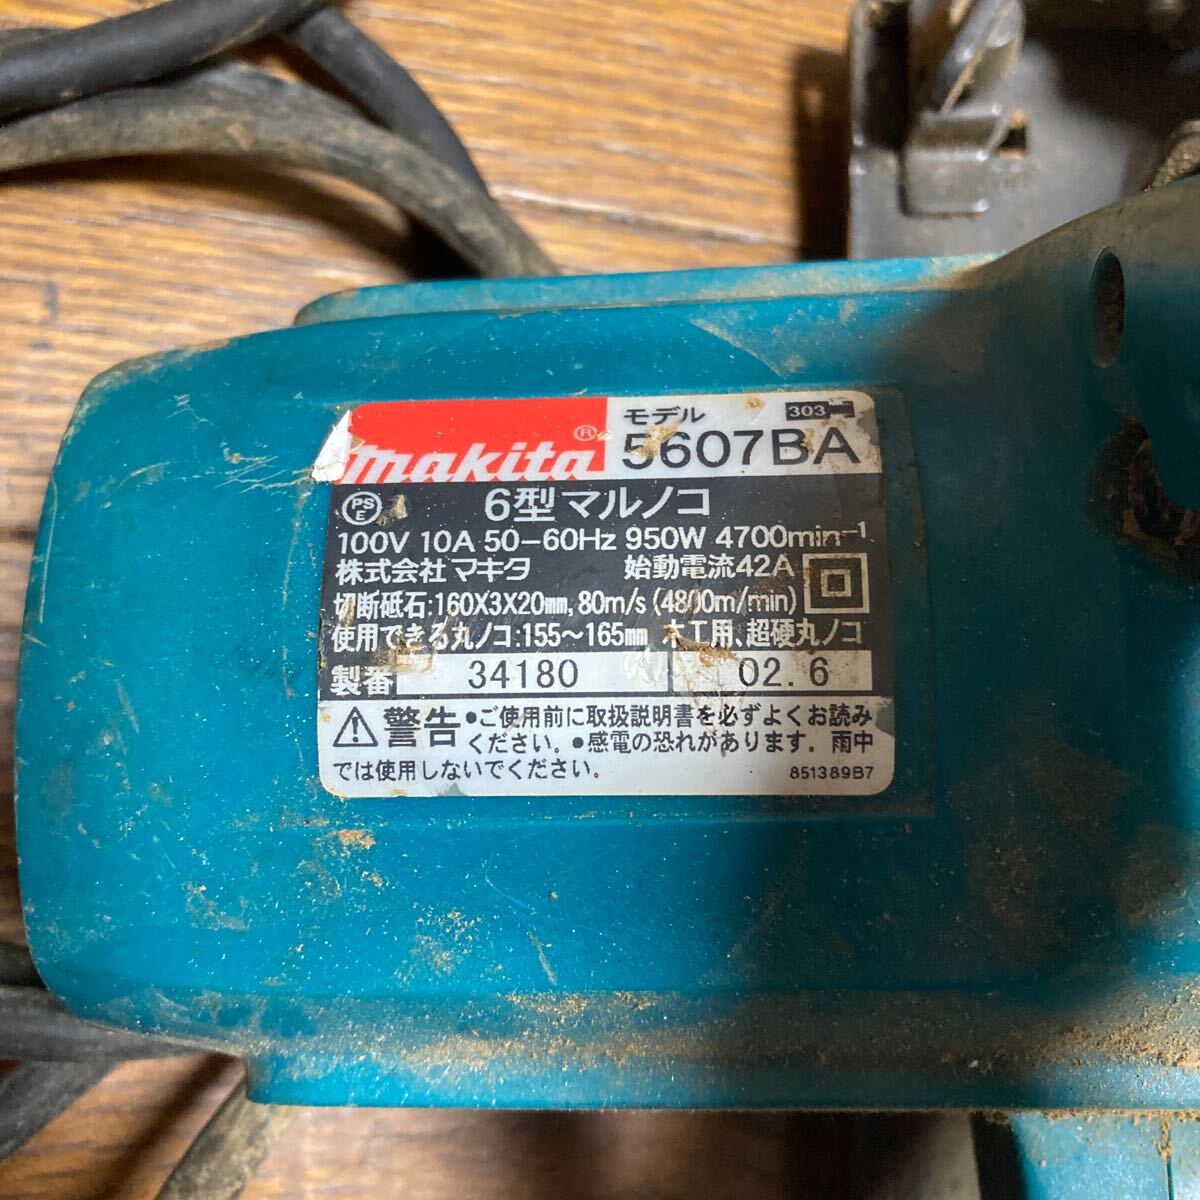 makita® モデル 303
5607BA
PS E 6型マルノコ
100V 10A 50-60Hz 950W 4700min⁻¹
株式会社マキタ 始動電流42A
切断砥石:160X3X20mm, 80m/s (4800m/min)
使用できる丸ノコ:155〜165mm 木工用、超硬丸ノコ
製番 34180 02.6
警告 •ご使用前に取扱説明書を必ずよくお読み
ください。•感電の恐れがあります. 雨中
では使用しないでください。 851389B7